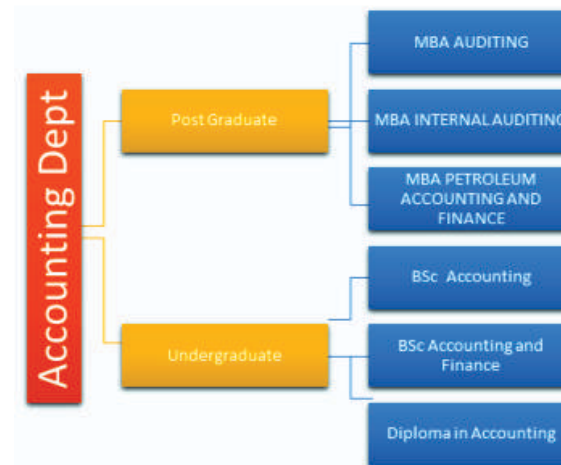 Accounting Dept
Post Graduate
MBA AUDITING
MBA INTERNAL AUDITING
MBA PETROLEUM
ACCOUNTING AND
FINANCE
Undergraduate
BSc Accounting
BSc Accounting and
Finance
Diploma in Accounting